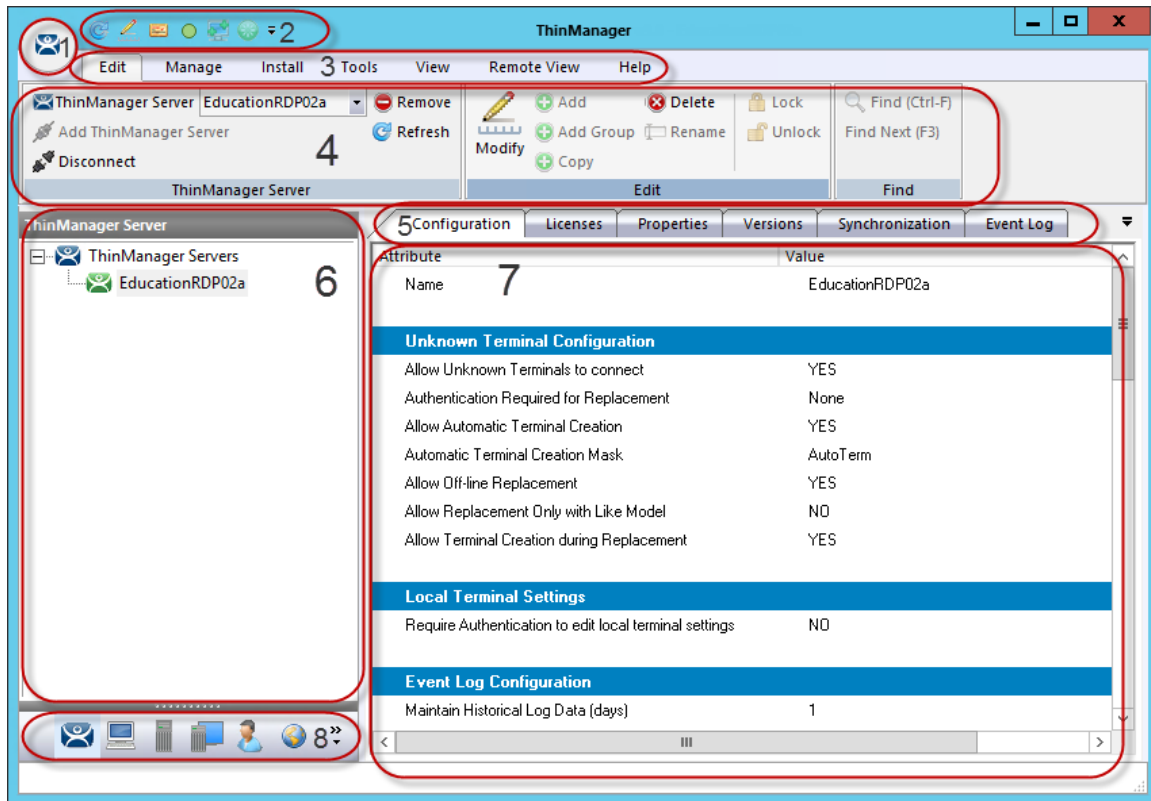 ThinManager
1
2
Edit Manage Install 3 Tools View Remote View Help
ThinManager Server EducationRDP02a Remove
Add ThinManager Server Refresh
Disconnect
4
ThinManager Server
Modify
Add Delete Lock
Add Group Rename Unlock
Copy
Edit
Find (Ctrl-F)
Find Next (F3)
Find
ThinManager Server
ThinManager Servers
EducationRDP02a
6
5 Configuration Licenses Properties Versions Synchronization Event Log
Attribute Value
7
Name EducationRDP02a
Unknown Terminal Configuration
Allow Unknown Terminals to connect YES
Authentication Required for Replacement None
Allow Automatic Terminal Creation YES
Automatic Terminal Creation Mask AutoTerm
Allow Off-line Replacement YES
Allow Replacement Only with Like Model NO
Allow Terminal Creation during Replacement YES
Local Terminal Settings
Require Authentication to edit local terminal settings NO
Event Log Configuration
Maintain Historical Log Data (days) 1
8